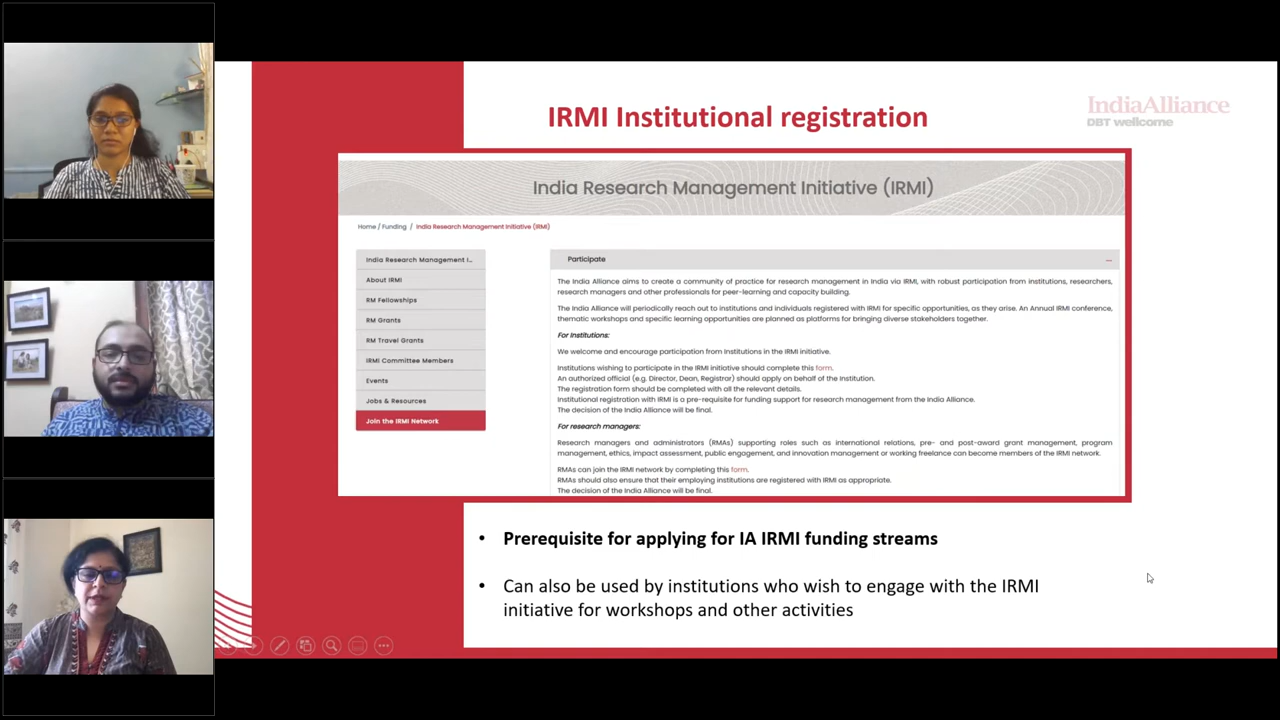 IRMI Institutional registration
IndiaAlliance
DBT wellcome
India Research Management Initiative (IRMI)
Home / Funding / India Research Management Initiative (IRMI)
India Research Management I...
About IRMI
RM Fellowships
RM Grants
RM Travel Grants
IRMI Committee Members
Events
Jobs & Resources
Join the IRMI Network
Participate
The India Alliance aims to create a community of practice for research management in India via IRMI, with robust participation from institutions, researchers,
research managers and other professionals for peer-learning and capacity building.
The India Alliance will periodically reach out to institutions and individuals registered with IRMI for specific opportunities, as they arise. An Annual IRMI conference,
thematic workshops and specific learning opportunities are planned as platforms for bringing diverse stakeholders together.
For Institutions:
We welcome and encourage participation from Institutions in the IRMI initiative.
Institutions wishing to participate in the IRMI initiative should complete this form.
An authorized official (e.g. Director, Dean, Registrar) should apply on behalf of the Institution.
The registration form should be completed with all the relevant details.
Institutional registration with IRMI is a pre-requisite for funding support for research management from the India Alliance.
The decision of the India Alliance will be final.
For research managers:
Research managers and administrators (RMAs) supporting roles such as international relations, pre- and post-award grant management, program
management, ethics, impact assessment, public engagement, and innovation management or working freelance can become members of the IRMI network.
RMAs can join the IRMI network by completing this form.
RMAs should also ensure that their employing institutions are registered with IRMI as appropriate.
The decision of the India Alliance will be final.
• Prerequisite for applying for IA IRMI funding streams
• Can also be used by institutions who wish to engage with the IRMI
initiative for workshops and other activities